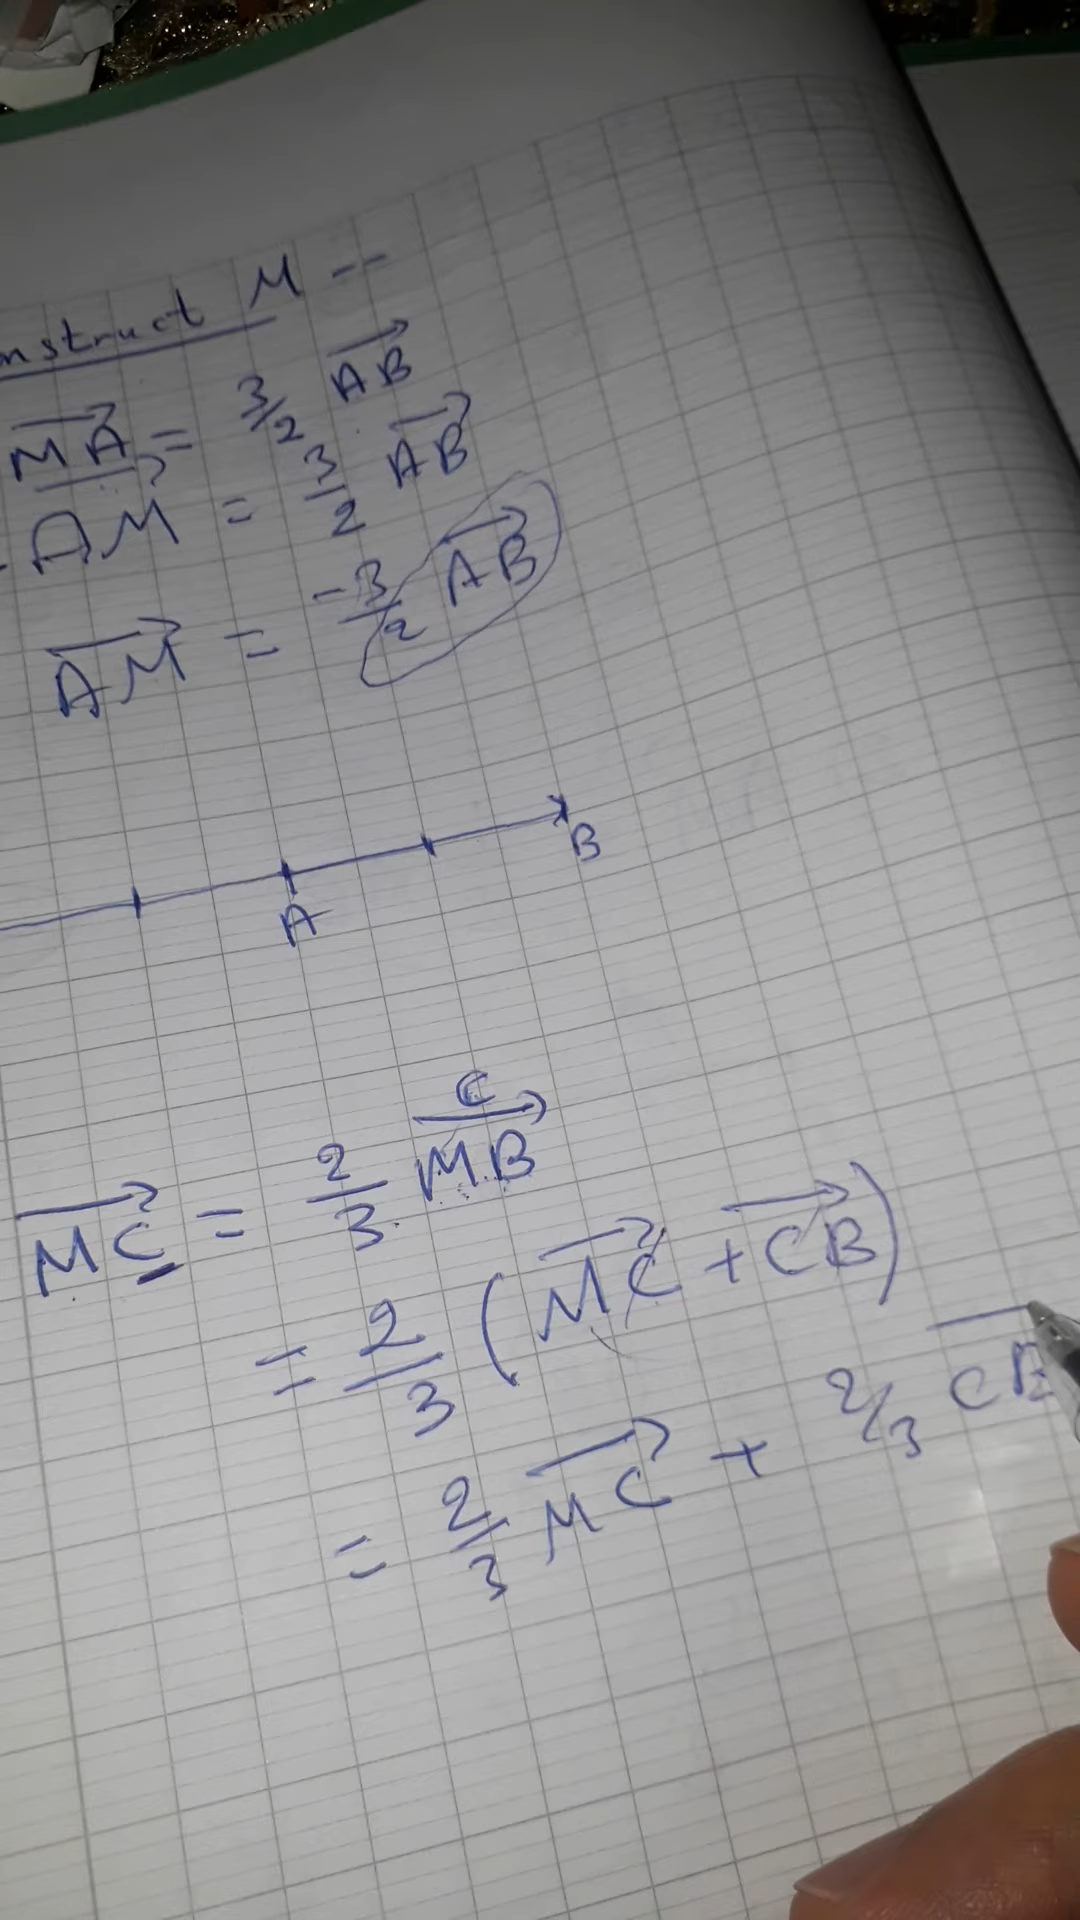 nstruct M --
MA⃗ = 3/2 AB⃗
- AM⃗ = 3/2 AB⃗
AM⃗ = -3/2 AB⃗
A B
C
MC⃗ = 2/3 MB⃗
= 2/3 (MC⃗ + CB⃗)
= 2/3 MC⃗ + 2/3 CB